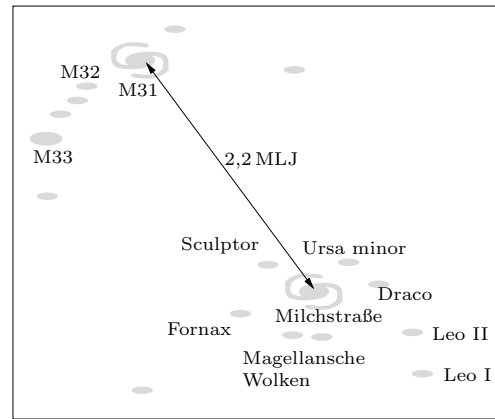 M32
M31
M33
2,2 MLJ
Sculptor
Ursa minor
Draco
Milchstraße
Fornax
Leo II
Magellansche
Wolken
Leo I